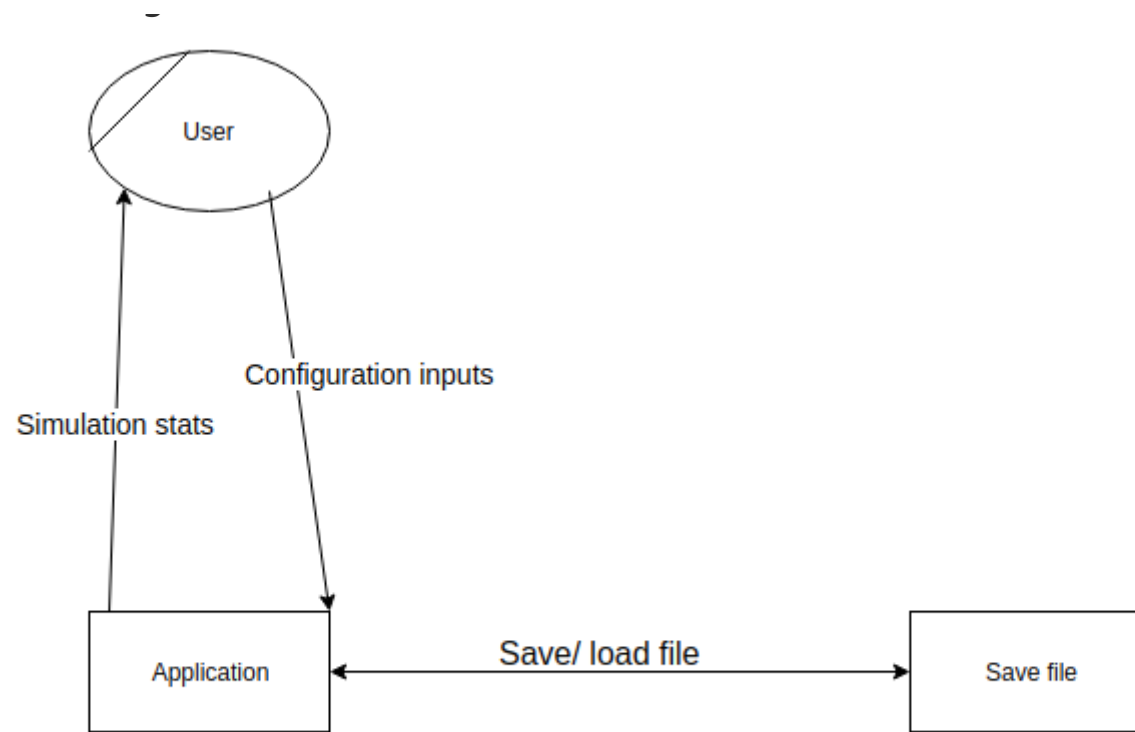 User
Configuration inputs
Simulation stats
Save/ load file
Application
Save file